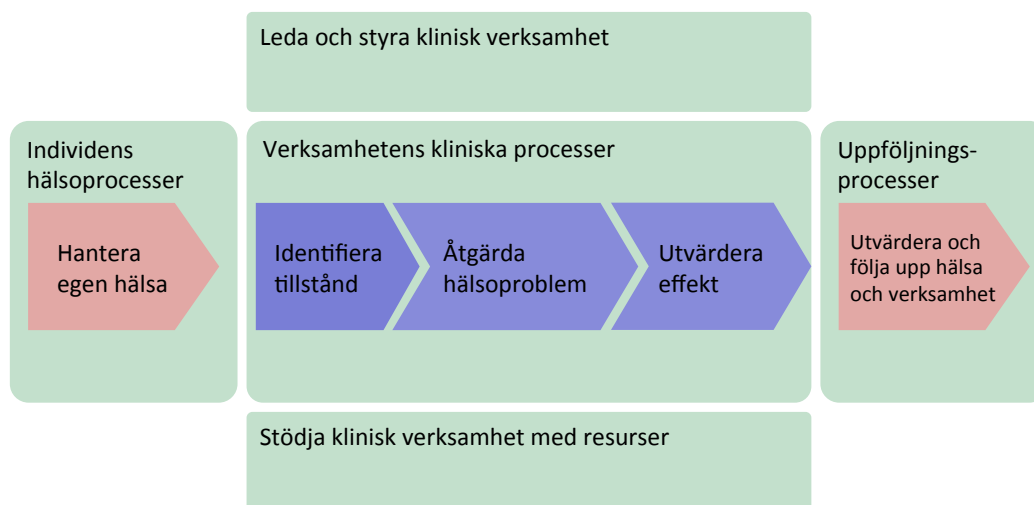 Leda och styra klinisk verksamhet
Individens
hälsoprocesser
Hantera
egen hälsa
Verksamhetens kliniska processer
Identifiera
tillstånd
Åtgärda
hälsoproblem
Utvärdera
effekt
Uppföljnings-
processer
Utvärdera och
följa upp hälsa
och verksamhet
Stödja klinisk verksamhet med resurser